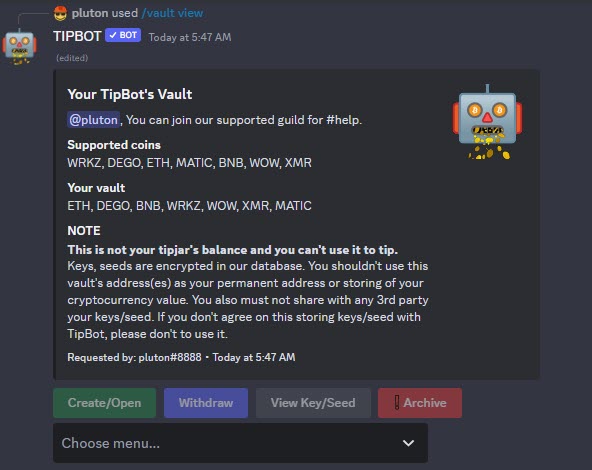 pluton used /vault view
TIPBOT ✓ BOT Today at 5:47 AM
(edited)
Your TipBot's Vault
@pluton, You can join our supported guild for #help.
Supported coins
WRKZ, DEGO, ETH, MATIC, BNB, WOW, XMR
Your vault
ETH, DEGO, BNB, WRKZ, WOW, XMR, MATIC
NOTE
This is not your tipjar's balance and you can't use it to tip.
Keys, seeds are encrypted in our database. You shouldn't use this
vault's address(es) as your permanent address or storing of your
cryptocurrency value. You also must not share with any 3rd party
your keys/seed. If you don't agree on this storing keys/seed with
TipBot, please don't to use it.
Requested by: pluton#8888 • Today at 5:47 AM
Create/Open Withdraw View Key/Seed Archive
Choose menu...